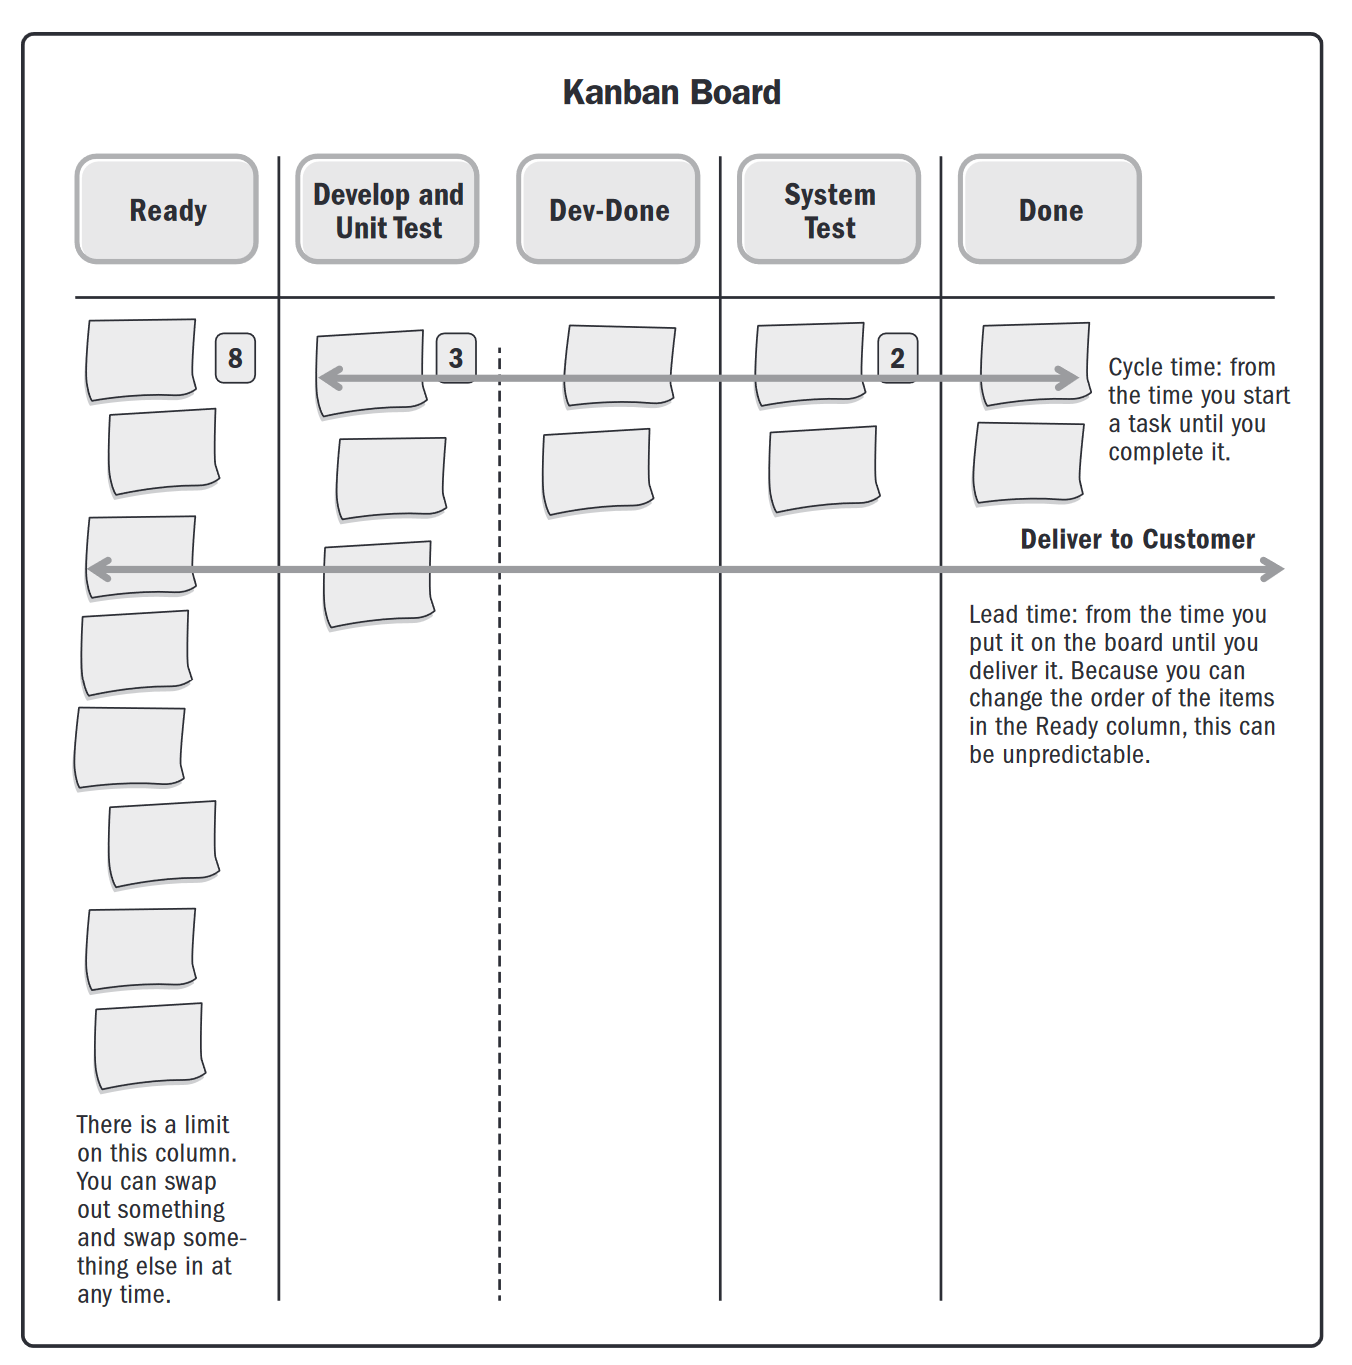 Kanban Board
Ready
Develop and
Unit Test
Dev-Done
System
Test
Done
8
3
2
Cycle time: from
the time you start
a task until you
complete it.
Deliver to Customer
Lead time: from the time you
put it on the board until you
deliver it. Because you can
change the order of the items
in the Ready column, this can
be unpredictable.
There is a limit
on this column.
You can swap
out something
and swap some-
thing else in at
any time.